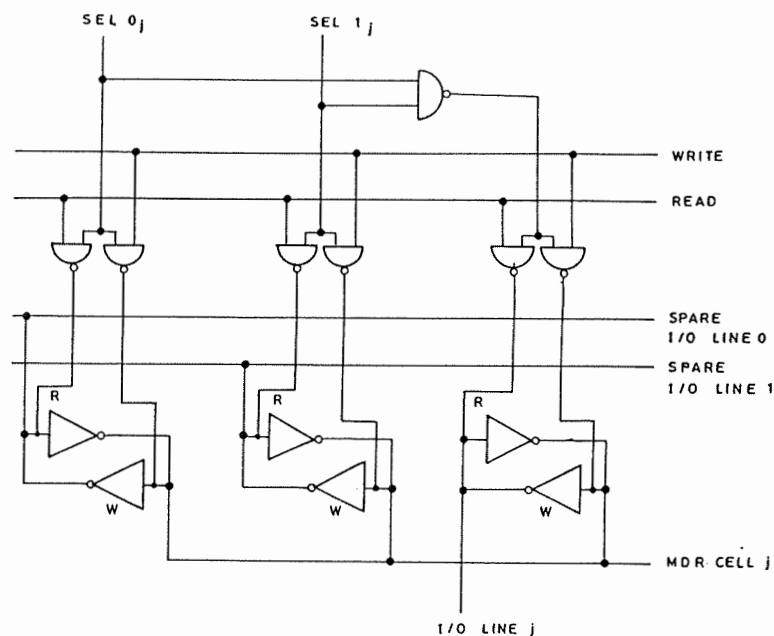 SEL 0j
SEL 1j
WRITE
READ
SPARE
I/O LINE 0
SPARE
I/O LINE 1
R
R
R
W
W
W
MDR CELL j
I/O LINE j